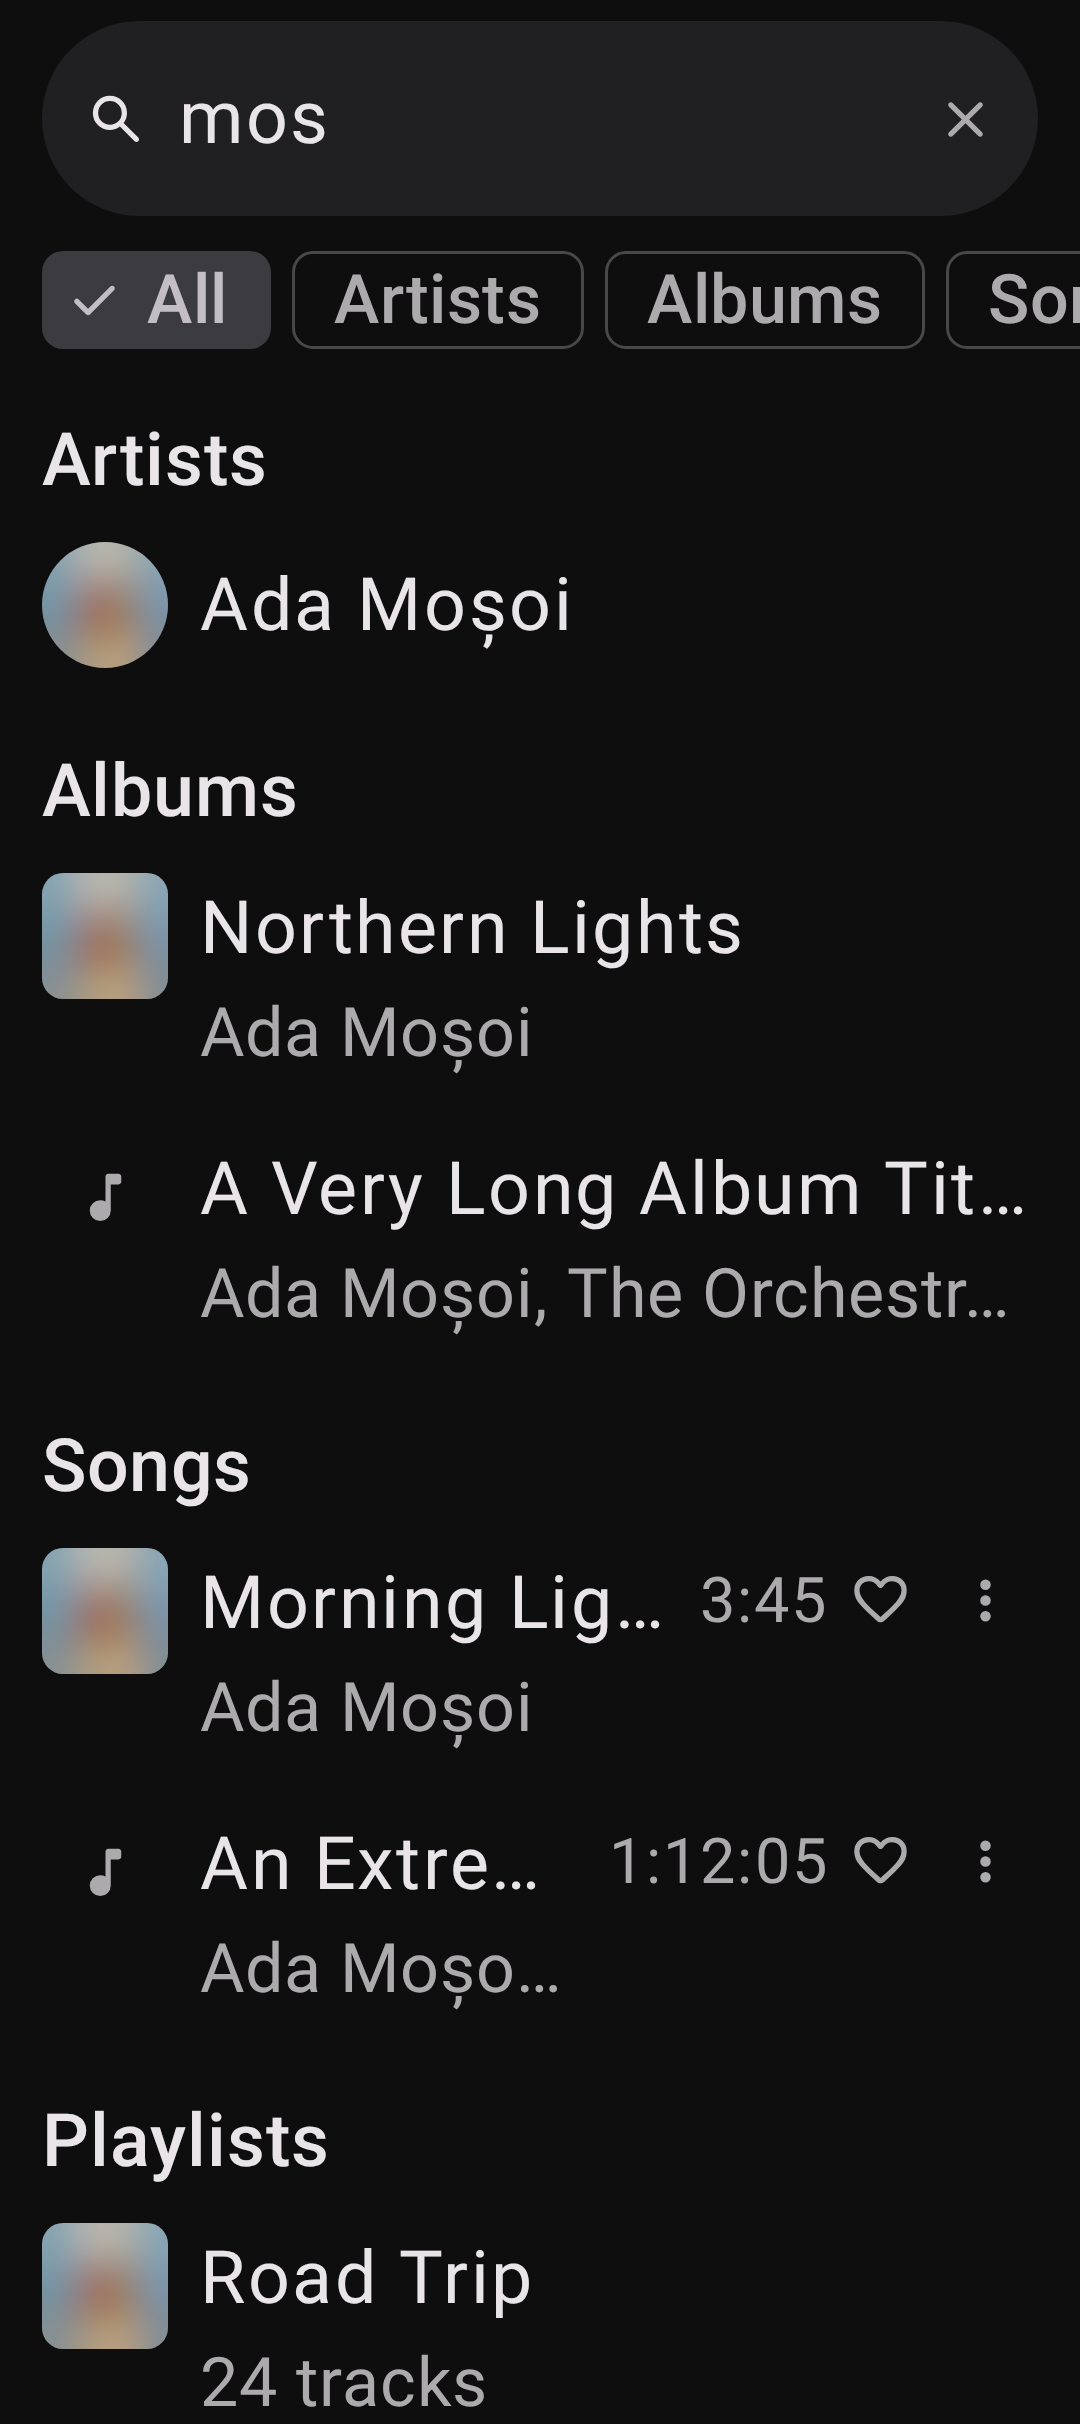 mos
All Artists Albums Sor
Artists
Ada Moșoi
Albums
Northern Lights
Ada Moșoi
A Very Long Album Tit…
Ada Moșoi, The Orchestr…
Songs
Morning Lig… 3:45
Ada Moșoi
An Extre… 1:12:05
Ada Moșo…
Playlists
Road Trip
24 tracks